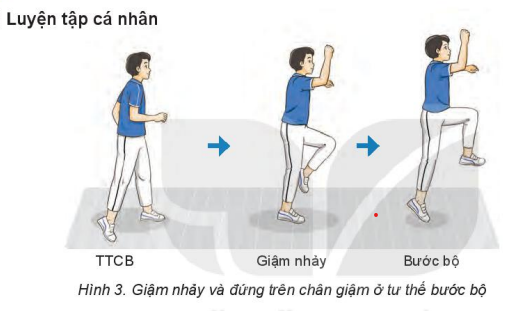 Luyện tập cá nhân
TTCB
Giậm nhảy
Bước bộ
Hình 3. Giậm nhảy và đứng trên chân giậm ở tư thế bước bộ